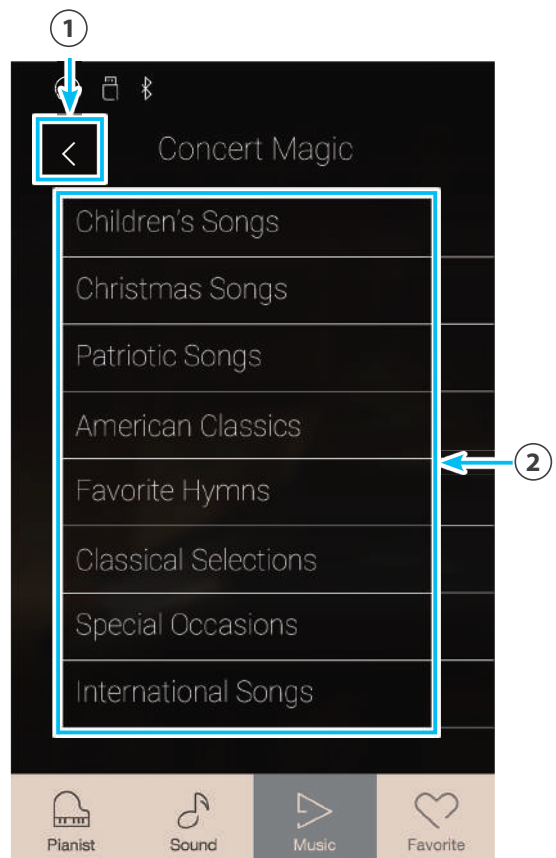 1
Concert Magic
Children's Songs
Christmas Songs
Patriotic Songs
American Classics
Favorite Hymns
2
Classical Selections
Special Occasions
International Songs
Pianist Sound Music Favorite